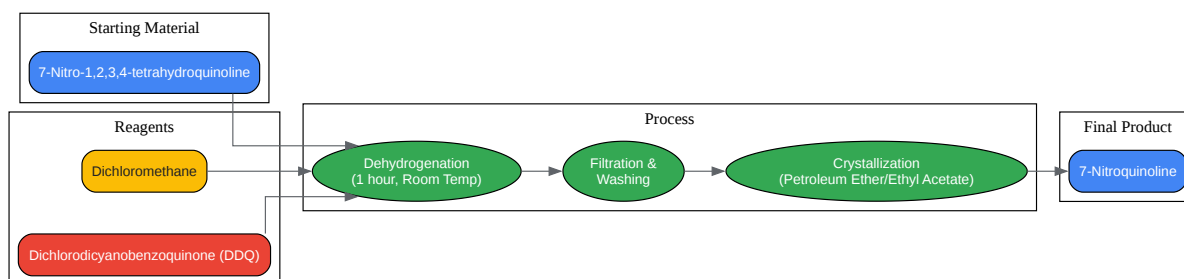 Starting Material
7-Nitro-1,2,3,4-tetrahydroquinoline
Reagents
Dichloromethane
Dichlorodicyanobenzoquinone (DDQ)
Process
Dehydrogenation
(1 hour, Room Temp)
Filtration &
Washing
Crystallization
(Petroleum Ether/Ethyl Acetate)
Final Product
7-Nitroquinoline